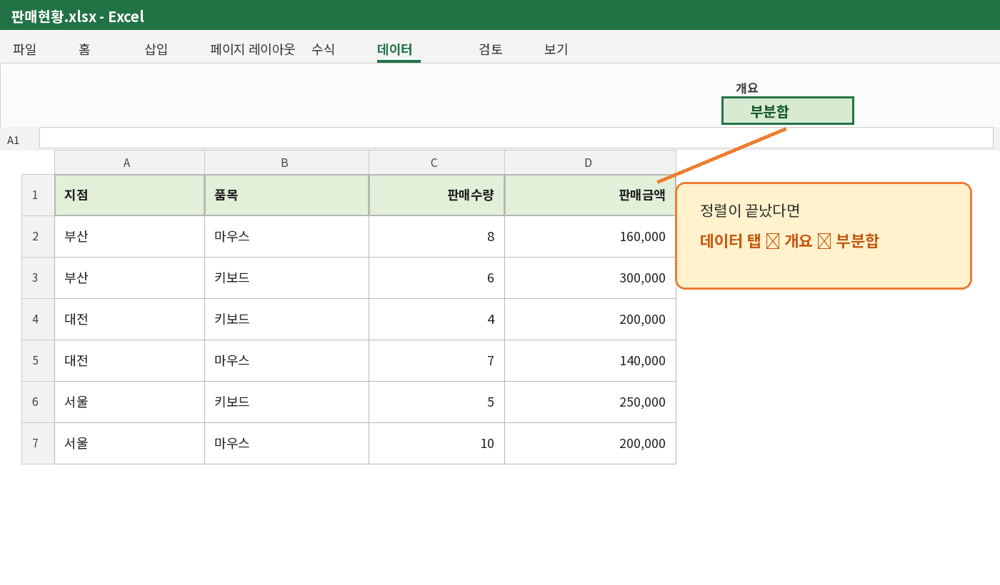 판매현황.xlsx - Excel
파일 홈 삽입 페이지 레이아웃 수식 데이터 검토 보기
개요
부분합
A1
A B C D
1 지점 품목 판매수량 판매금액
2 부산 마우스 8 160,000
3 부산 키보드 6 300,000
4 대전 키보드 4 200,000
5 대전 마우스 7 140,000
6 서울 키보드 5 250,000
7 서울 마우스 10 200,000
정렬이 끝났다면
데이터 탭 개요 부분합